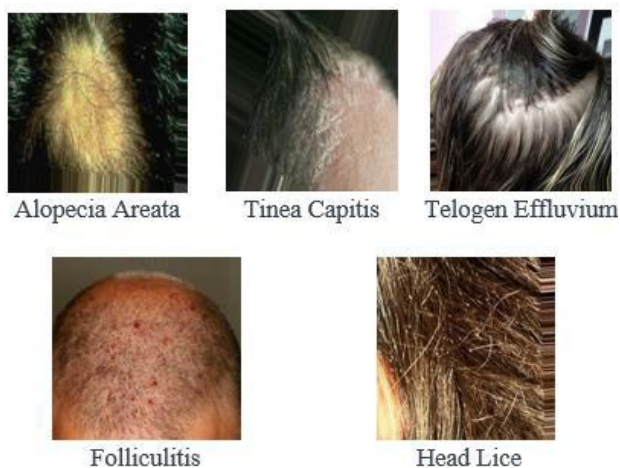 Alopecia Areata
Tinea Capitis
Telogen Effluvium
Folliculitis
Head Lice